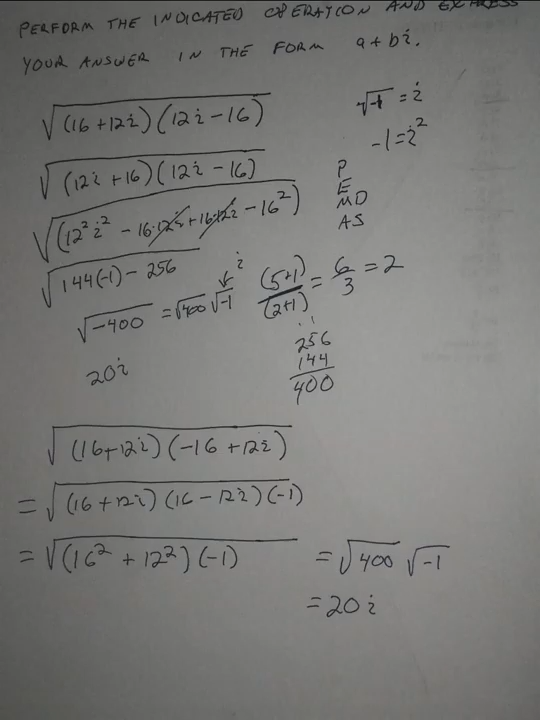 PERFORM THE INDICATED OPERATION AND EXPRESS
YOUR ANSWER IN THE FORM a+bi.
√((16+12i)(12i-16))
√-1 = i
-1=i²
√((12i+16)(12i-16))
P
E
MD
AS
√(12²i² - 16·12i+16·12i - 16²)
√(144(-1) - 256)
√-400 = √400 √-1
i
(5+1)/(2+1) = 6/3 = 2
20i
256
144
400
√((16+12i)(-16+12i))
= √((16+12i)(16-12i)(-1))
= √((16²+12²)(-1)) = √400 √-1
= 20i